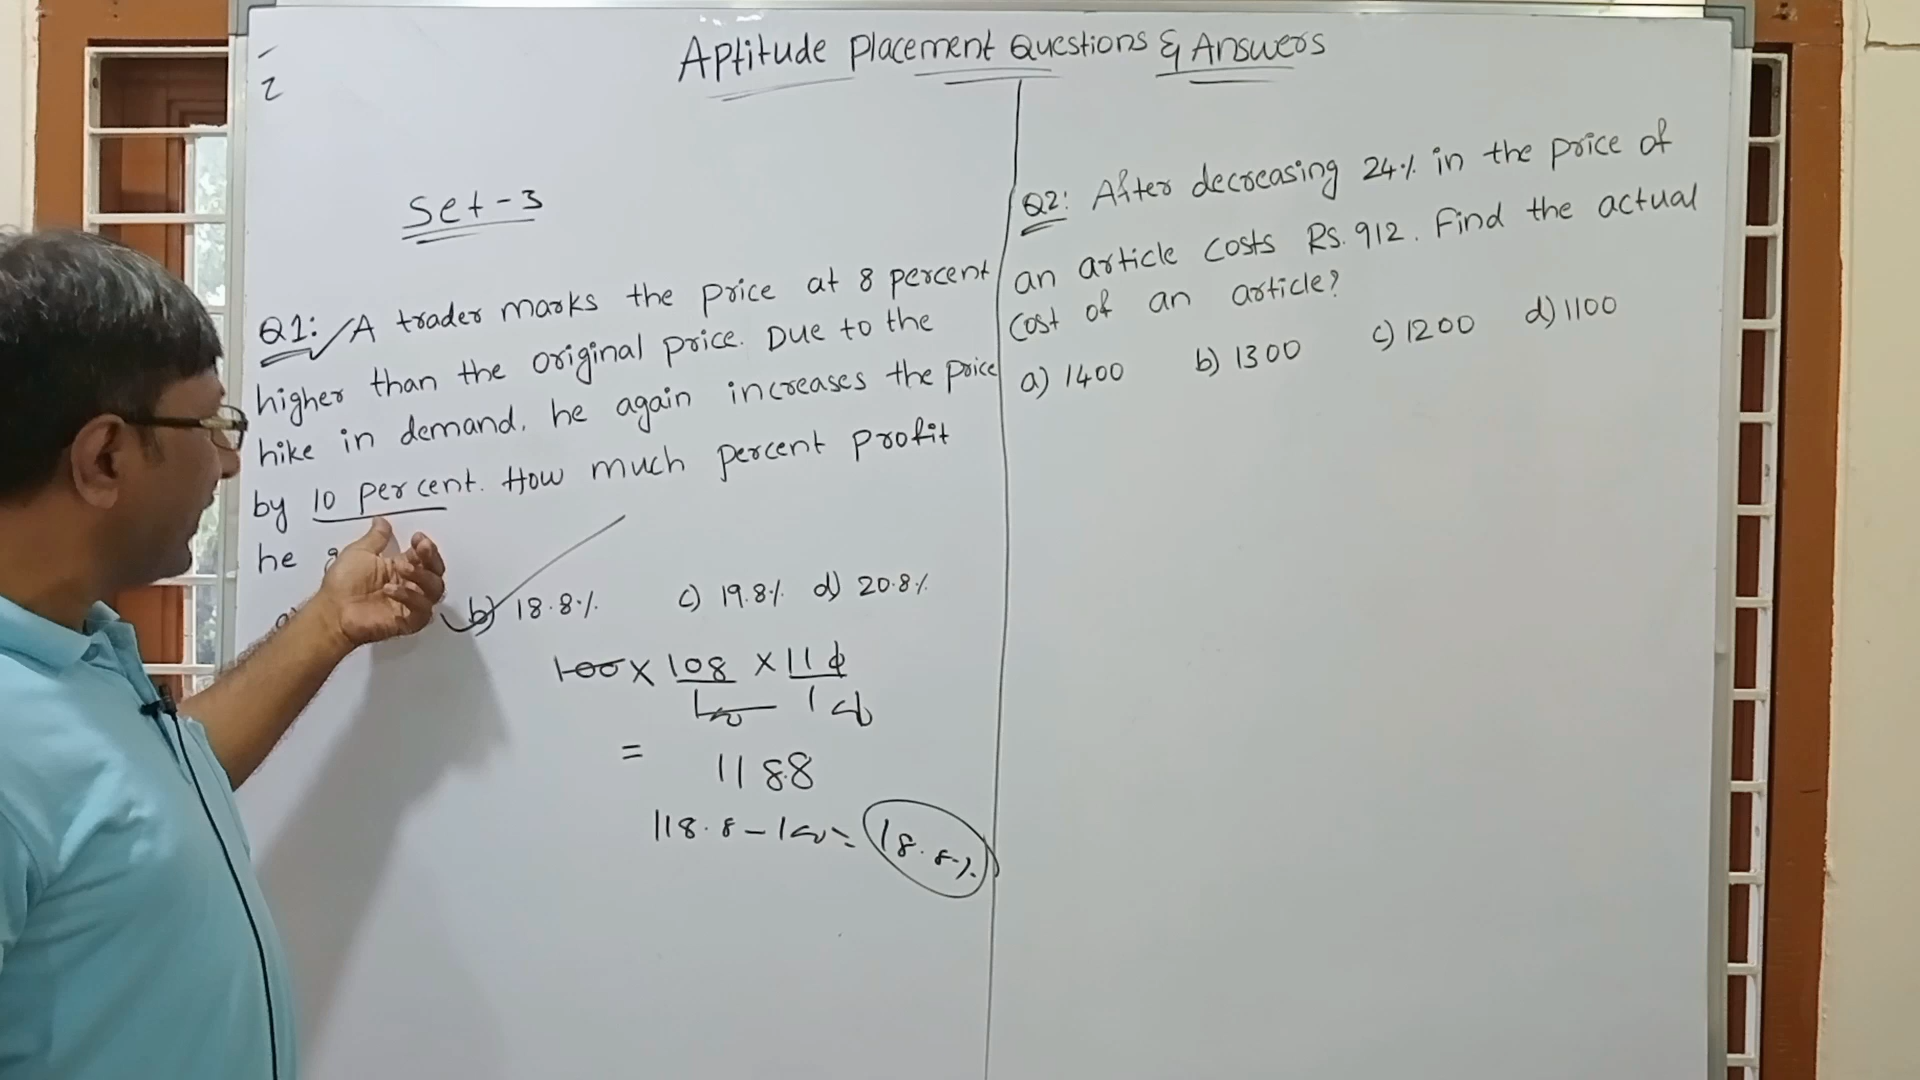 Aptitude Placement Questions & Answers
2
Set-3
Q1: A trader marks the price at 8 percent
higher than the original price. Due to the
hike in demand, he again increases the price
by 10 percent. How much percent profit
he
b) 18.8% c) 19.8% d) 20.8%
100 × 108 × 110
100 100
= 118.8
118.8 - 100 = 18.8%
Q2: After decreasing 24% in the price of
an article costs Rs. 912. Find the actual
cost of an article?
a) 1400 b) 1300 c) 1200 d) 1100